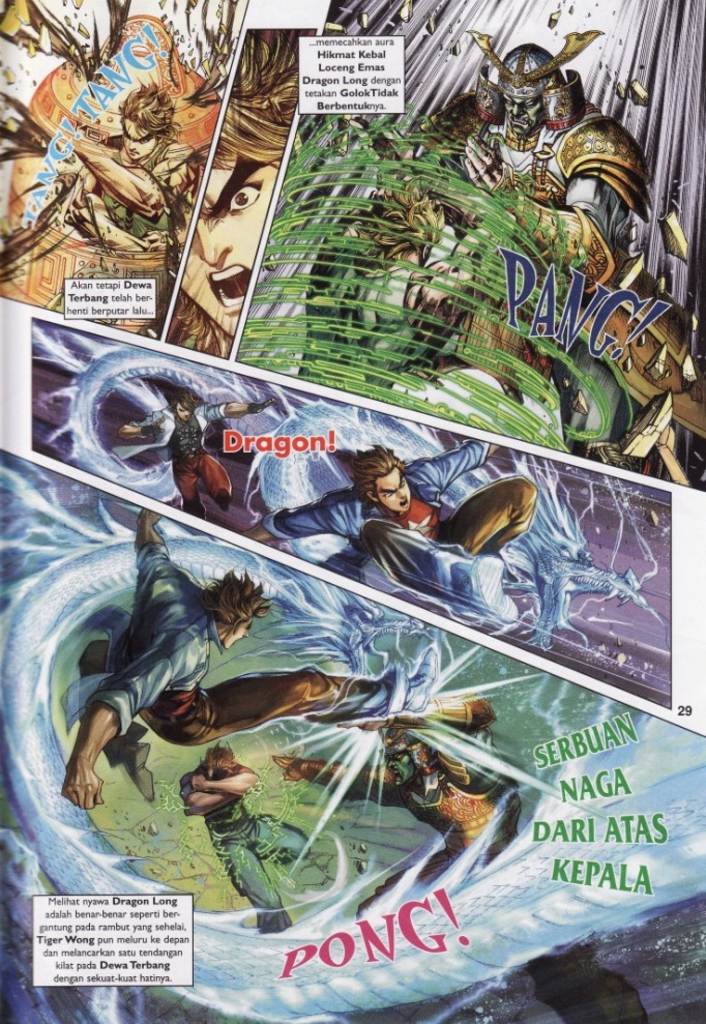 TANG! TANG!
Akan tetapi Dewa
Terbang telah ber-
henti berputar lalu...
...memecahkan aura
Hikmat Kebal
Loceng Emas
Dragon Long dengan
tetakan GolokTidak
Berbentuknya.
PANG!
Dragon!
29
SERBUAN
NAGA
DARI ATAS
KEPALA
PONG!
Melihat nyawa Dragon Long
adalah benar-benar seperti ber-
gantung pada rambut yang sehelai,
Tiger Wong pun meluru ke depan
dan melancarkan satu tendangan
kilat pada Dewa Terbang
dengan sekuat-kuat hatinya.